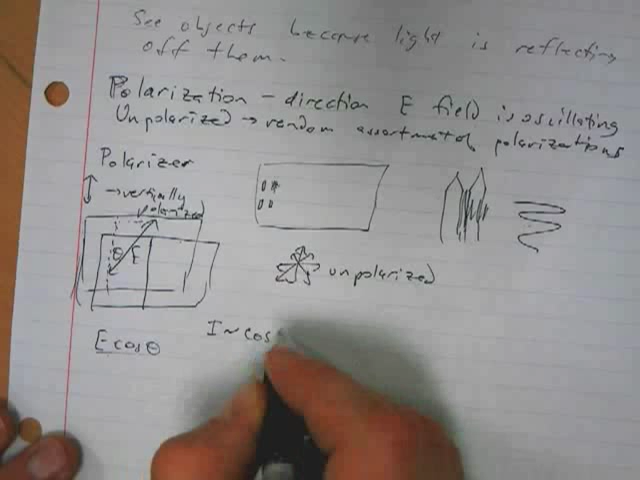 See objects because light is reflecting
off them.
Polarization - direction E field is oscillating
Unpolarized → random assortment of polarizations
Polarizer
↕ → vertically
polarized
θ E
unpolarized
E cos θ
I ~ cos